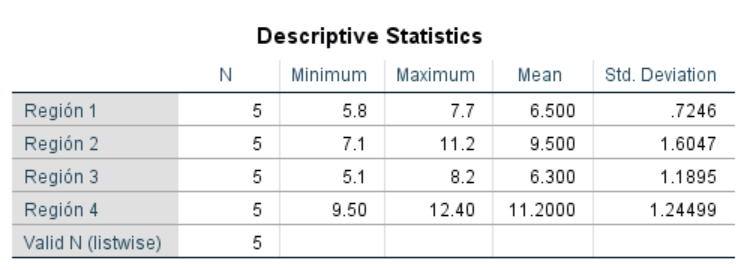 Descriptive Statistics
N Minimum Maximum Mean Std. Deviation
Región 1 5 5.8 7.7 6.500 .7246
Región 2 5 7.1 11.2 9.500 1.6047
Región 3 5 5.1 8.2 6.300 1.1895
Región 4 5 9.50 12.40 11.2000 1.24499
Valid N (listwise) 5